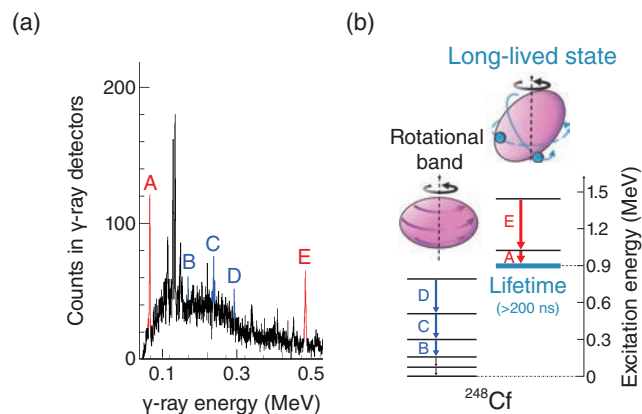 (a)
Counts in γ-ray detectors
200
100
0
A
B
C
D
E
0.1
0.3
0.5
γ-ray energy (MeV)
(b)
Long-lived state
Rotational
band
E
A
Lifetime
(>200 ns)
D
C
B
1.5
1.2
0.9
0.6
0.3
0
Excitation energy (MeV)
²⁴⁸Cf